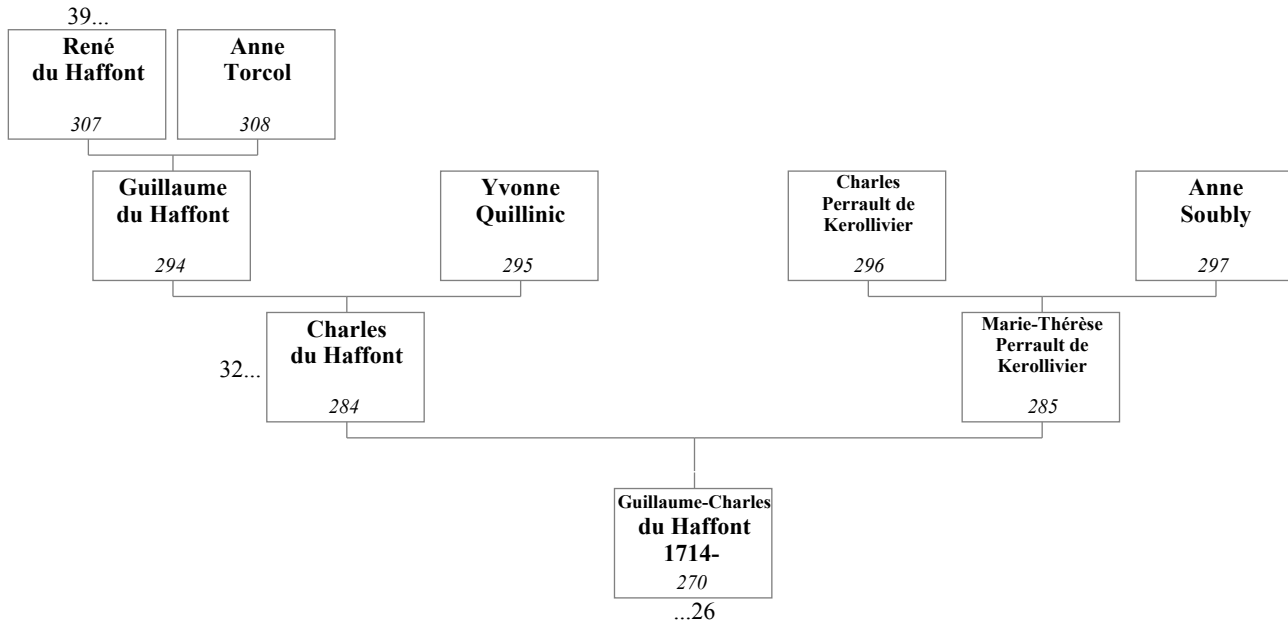 39...
René
du Haffont
307
Anne
Torcol
308
Guillaume
du Haffont
294
Yvonne
Quillinic
295
Charles
Perrault de
Kerollivier
296
Anne
Soubly
297
32...
Charles
du Haffont
284
Marie-Thérèse
Perrault de
Kerollivier
285
Guillaume-Charles
du Haffont
1714-
270
...26